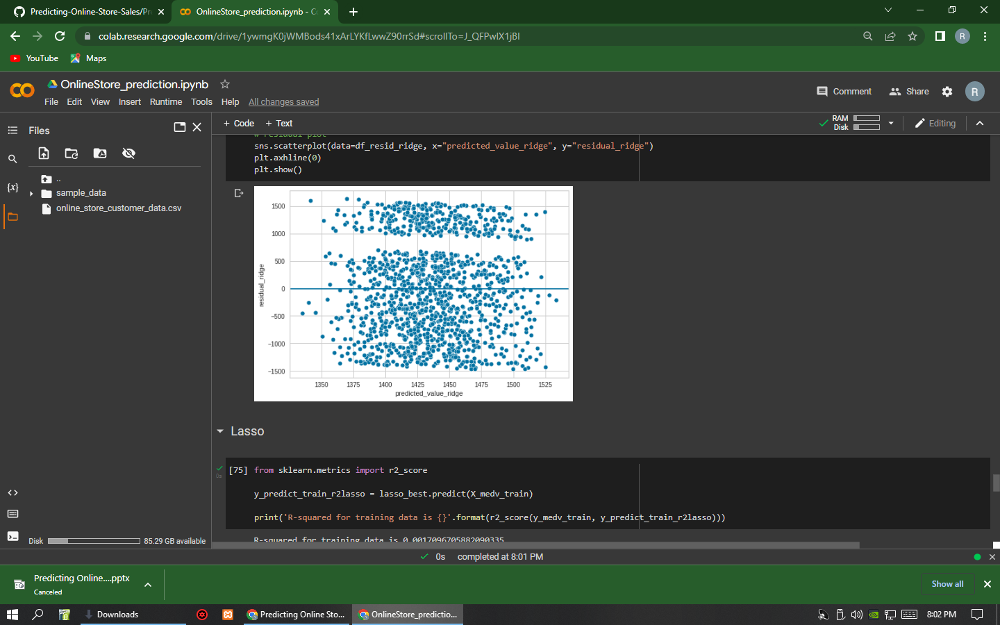 Predicting-Online-Store-Sales/Pr
OnlineStore_prediction.ipynb - Co
colab.research.google.com/drive/1ywmgK0jWMBods41xArLYKfLwwZ90rrSd#scrollTo=J_QFPwlX1jBI
R
YouTube
Maps
OnlineStore_prediction.ipynb
File Edit View Insert Runtime Tools Help All changes saved
Comment
Share
R
Files
+ Code + Text
RAM
Disk
Editing
..
sample_data
online_store_customer_data.csv
sns.scatterplot(data=df_resid_ridge, x="predicted_value_ridge", y="residual_ridge")
plt.axhline(0)
plt.show()
1500
1000
500
0
−500
−1000
−1500
residual_ridge
1350 1375 1400 1425 1450 1475 1500 1525
predicted_value_ridge
Lasso
[75] from sklearn.metrics import r2_score
0s
y_predict_train_r2lasso = lasso_best.predict(X_medv_train)
print('R-squared for training data is {}'.format(r2_score(y_medv_train, y_predict_train_r2lasso)))
R-squared for training data is 0.0017096705882090335
Disk 85.29 GB available
0s completed at 8:01 PM
Predicting Online....pptx
Canceled
Show all
Downloads
Predicting Online Sto...
OnlineStore_predictio...
8:02 PM